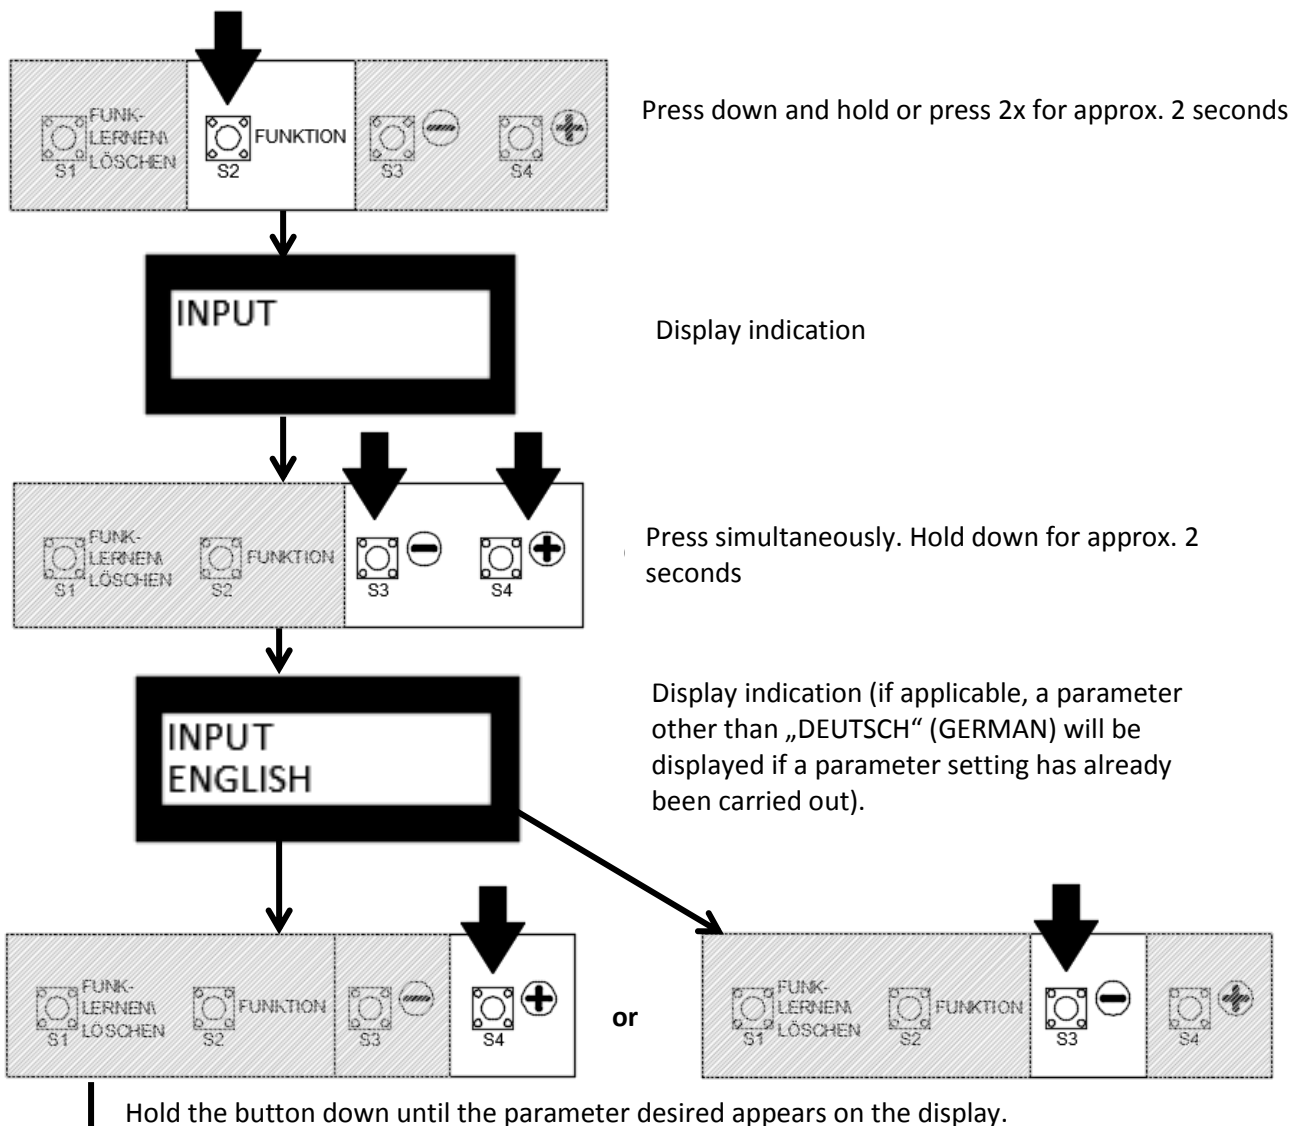 FUNK-
LERNEN\
LÖSCHEN
S1
FUNKTION
S2
S3
S4
Press down and hold or press 2x for approx. 2 seconds
INPUT
Display indication
FUNK-
LERNEN\
LÖSCHEN
S1
FUNKTION
S2
S3
S4
Press simultaneously. Hold down for approx. 2
seconds
INPUT
ENGLISH
Display indication (if applicable, a parameter
other than „DEUTSCH“ (GERMAN) will be
displayed if a parameter setting has already
been carried out).
FUNK-
LERNEN\
LÖSCHEN
S1
FUNKTION
S2
S3
S4
or
FUNK-
LERNEN\
LÖSCHEN
S1
FUNKTION
S2
S3
S4
Hold the button down until the parameter desired appears on the display.